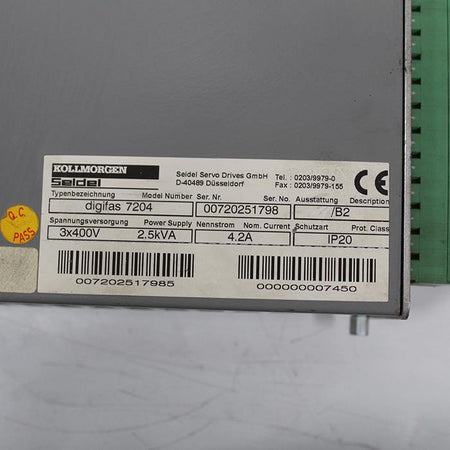 KOLLMORGEN
Seidel
Seidel Servo Drives GmbH
D-40489 Düsseldorf
Tel. : 0203/9979-0
Fax : 0203/9979-155
CE
Typenbezeichnung Model Number Ser. Nr. Ser. No. Ausstattung Description
digifas 7204 00720251798 /B2
Spannungsversorgung Power Supply Nennstrom Nom. Current Schutzart Prot. Class
3x400V 2.5kVA 4.2A IP20
007202517985 000000007450
Q.C.
PASS